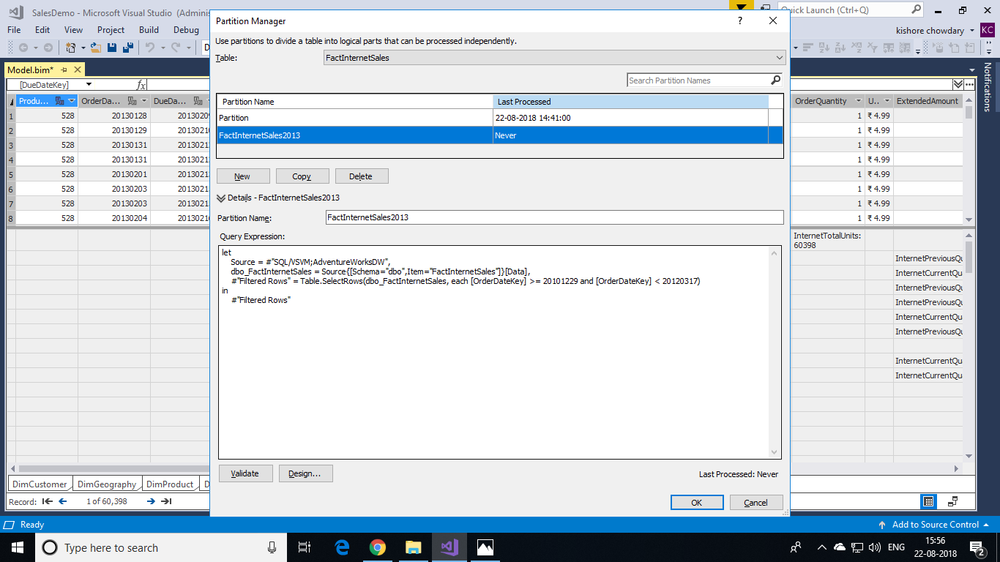 SalesDemo - Microsoft Visual Studio (Admini
Quick Launch (Ctrl+Q)
File Edit View Project Build Debug
kishore chowdary KC
Partition Manager
? 
Use partitions to divide a table into logical parts that can be processed independently.
Table: FactInternetSales
Search Partition Names
Partition Name Last Processed
Partition 22-08-2018 14:41:00
FactInternetSales2013 Never
New Copy Delete
Details - FactInternetSales2013
Partition Name: FactInternetSales2013
Query Expression:
let
Source = #"SQL/VSVM;AdventureWorksDW",
dbo_FactInternetSales = Source{[Schema="dbo",Item="FactInternetSales"]}[Data],
#"Filtered Rows" = Table.SelectRows(dbo_FactInternetSales, each [OrderDateKey] >= 20101229 and [OrderDateKey] < 20120317)
in
#"Filtered Rows"
Validate Design...
Last Processed: Never
OK Cancel
Model.bim*
[DueDateKey] fx
Produ... OrderDa... DueDa...
1 528 20130128 2013020
2 528 20130129 2013021
3 528 20130131 2013021
4 528 20130131 2013021
5 528 20130201 2013021
6 528 20130203 2013021
7 528 20130203 2013021
8 528 20130204 2013021
OrderQuantity U.. ExtendedAmount
1 ₹ 4.99
1 ₹ 4.99
1 ₹ 4.99
1 ₹ 4.99
1 ₹ 4.99
1 ₹ 4.99
1 ₹ 4.99
1 ₹ 4.99
InternetTotalUnits:
60398
InternetPreviousQu
InternetCurrentQu
InternetPreviousQu
InternetPreviousQu
InternetCurrentQu
InternetPreviousQu
InternetCurrentQu
InternetCurrentQu
Notifications
DimCustomer DimGeography DimProduct D
Record: 1 of 60,398
Ready
Add to Source Control
Type here to search
ENG
15:56
22-08-2018
2